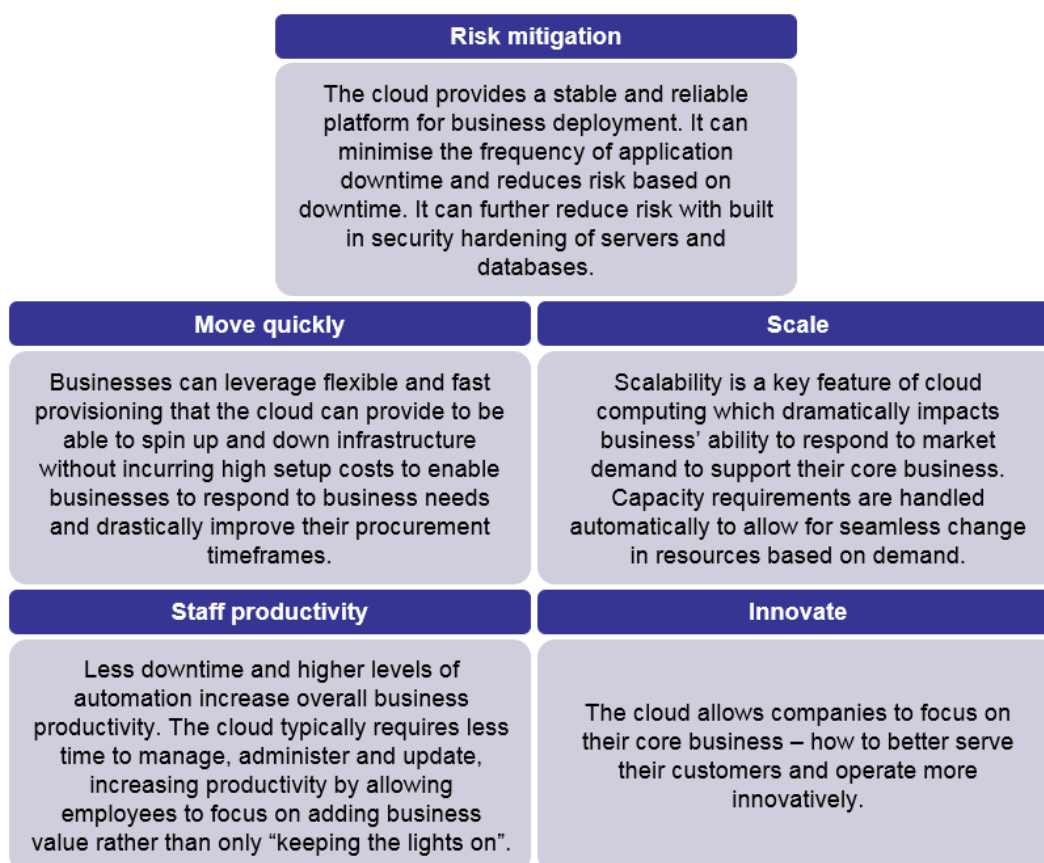 Risk mitigation
The cloud provides a stable and reliable
platform for business deployment. It can
minimise the frequency of application
downtime and reduces risk based on
downtime. It can further reduce risk with built
in security hardening of servers and
databases.
Move quickly
Businesses can leverage flexible and fast
provisioning that the cloud can provide to be
able to spin up and down infrastructure
without incurring high setup costs to enable
businesses to respond to business needs
and drastically improve their procurement
timeframes.
Scale
Scalability is a key feature of cloud
computing which dramatically impacts
business’ ability to respond to market
demand to support their core business.
Capacity requirements are handled
automatically to allow for seamless change
in resources based on demand.
Staff productivity
Less downtime and higher levels of
automation increase overall business
productivity. The cloud typically requires less
time to manage, administer and update,
increasing productivity by allowing
employees to focus on adding business
value rather than only “keeping the lights on”.
Innovate
The cloud allows companies to focus on
their core business – how to better serve
their customers and operate more
innovatively.